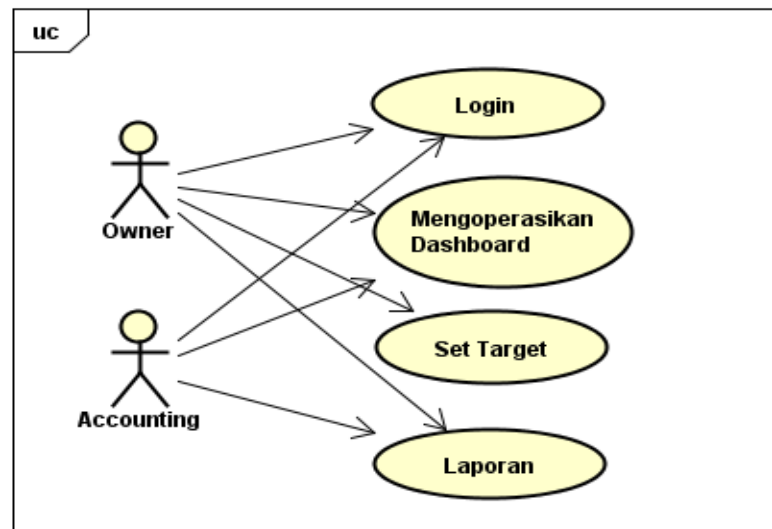 uc
Login
Owner
Mengoperasikan
Dashboard
Set Target
Accounting
Laporan